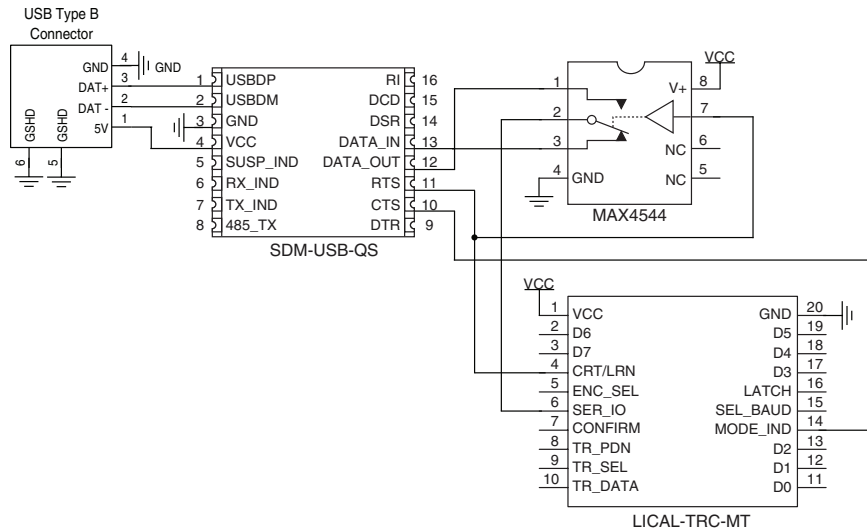 USB Type B
Connector
GND 4 GND
DAT+ 3
DAT - 2
5V 1
GSHD GSHD
6 5
1 USBDP RI 16
2 USBDM DCD 15
3 GND DSR 14
4 VCC DATA_IN 13
5 SUSP_IND DATA_OUT 12
6 RX_IND RTS 11
7 TX_IND CTS 10
8 485_TX DTR 9
SDM-USB-QS
VCC
1 V+ 8
2 7
3 NC 6
4 GND NC 5
MAX4544
VCC
1 VCC GND 20
2 D6 D5 19
3 D7 D4 18
4 CRT/LRN D3 17
5 ENC_SEL LATCH 16
6 SER_IO SEL_BAUD 15
7 CONFIRM MODE_IND 14
8 TR_PDN D2 13
9 TR_SEL D1 12
10 TR_DATA D0 11
LICAL-TRC-MT